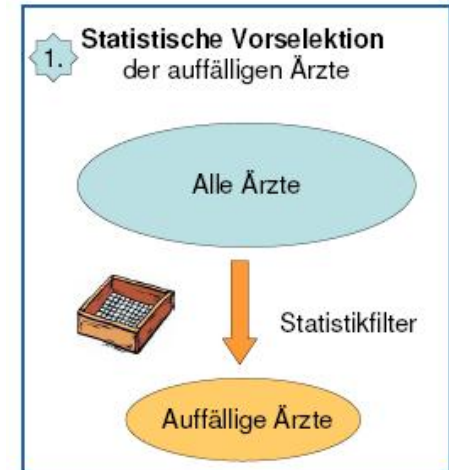 1.
Statistische Vorselektion
der auffälligen Ärzte
Alle Ärzte
Statistikfilter
Auffällige Ärzte